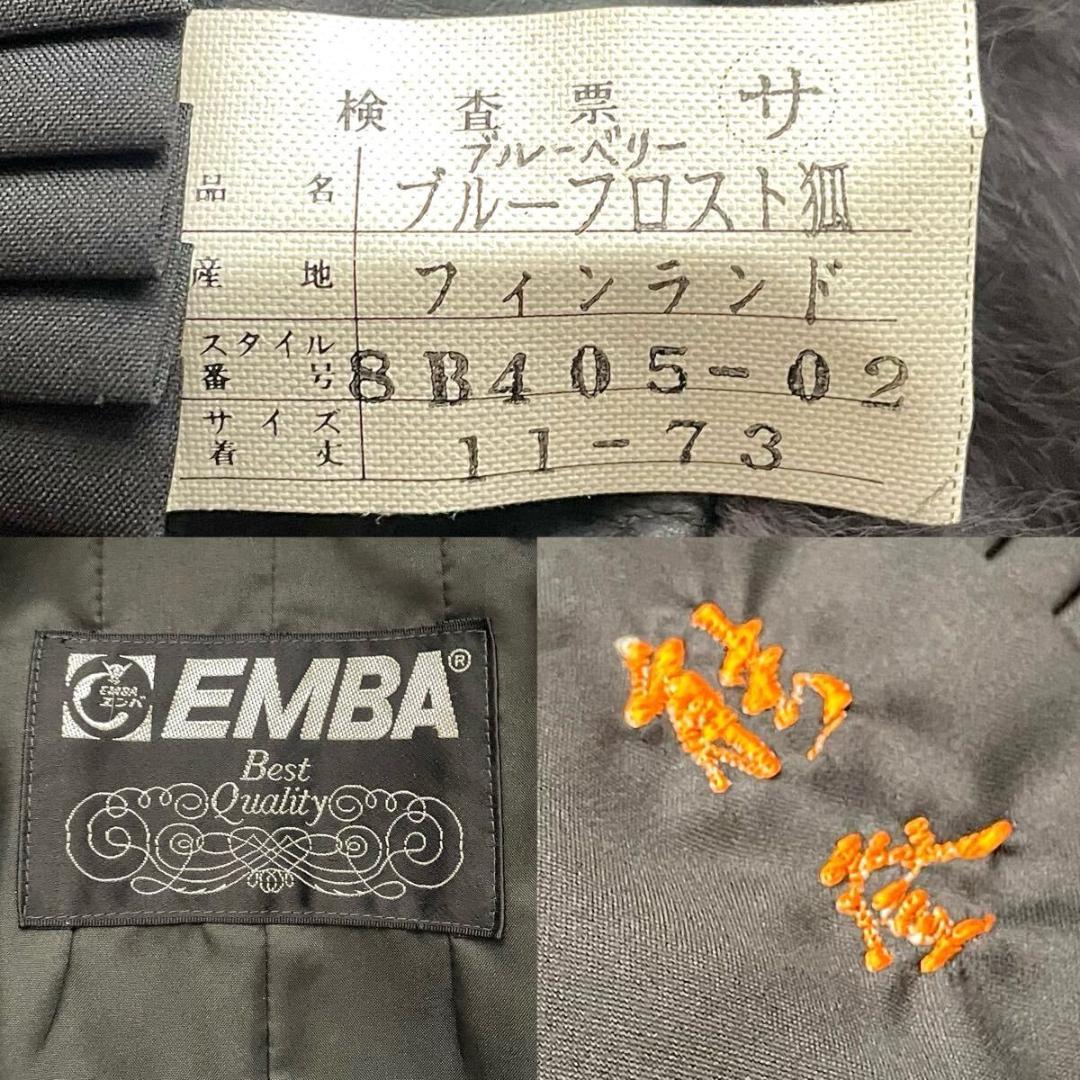 検査票 サ
ブルーベリー
品名 ブルーフロスト狐
産地 フィンランド
スタイル番号 8B405-02
サイズ着丈 11-73
EMBA エンバ
EMBA®
Best
Quality